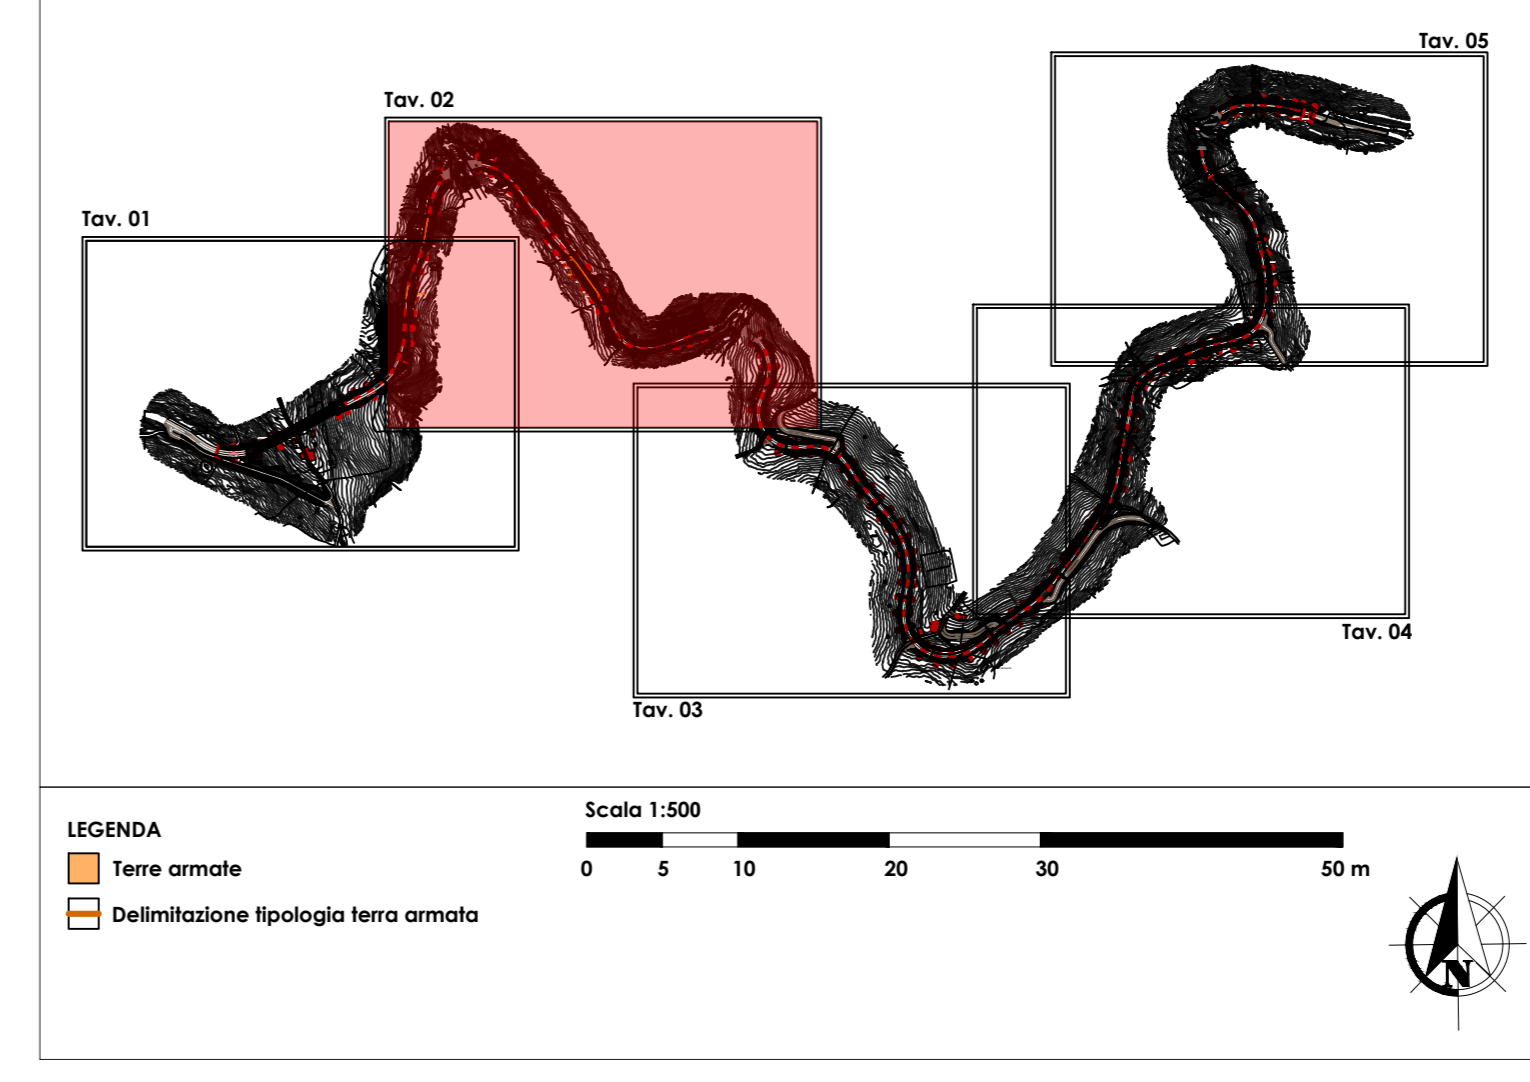 Tav. 05
Tav. 02
Tav. 01
Tav. 04
Tav. 03
LEGENDA
Terre armate
Delimitazione tipologia terra armata
Scala 1:500
0 5 10 20 30 50 m
N